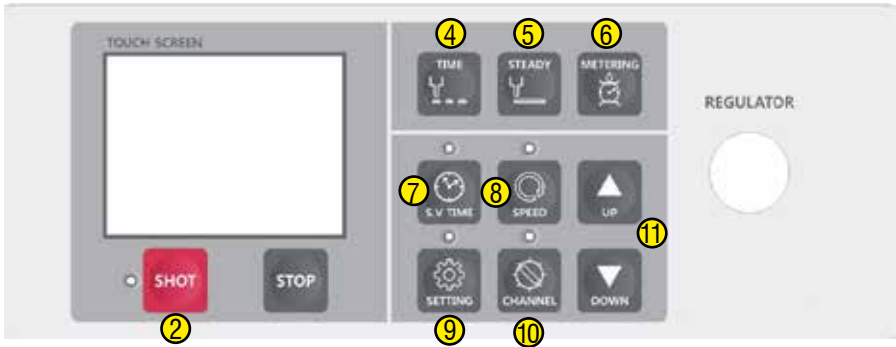 TOUCH SCREEN
SHOT
STOP
2
4
5
6
TIME
STEADY
METERING
7
8
S.V TIME
SPEED
UP
11
SETTING
CHANNEL
DOWN
9
10
REGULATOR